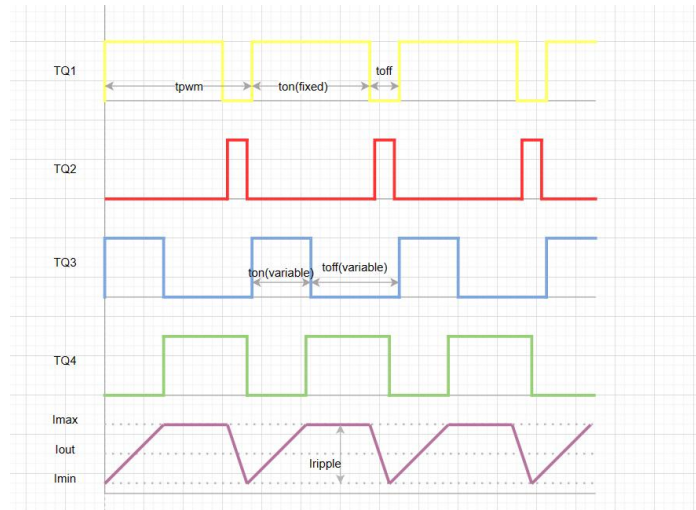 TQ1
toff
tpwm
ton(fixed)
TQ2
TQ3
ton(variable)
toff(variable)
TQ4
Imax
Iout
Iripple
Imin